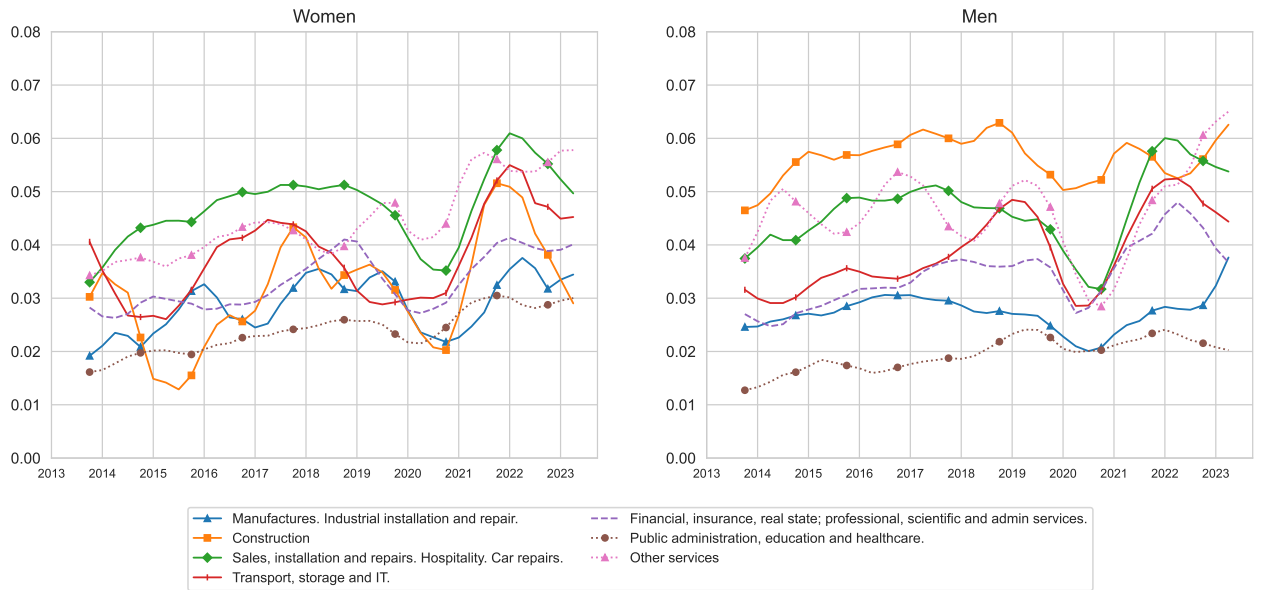 Women
0.08
0.07
0.06
0.05
0.04
0.03
0.02
0.01
0.00
2013 2014 2015 2016 2017 2018 2019 2020 2021 2022 2023
Men
0.08
0.07
0.06
0.05
0.04
0.03
0.02
0.01
0.00
2013 2014 2015 2016 2017 2018 2019 2020 2021 2022 2023
Manufactures. Industrial installation and repair.
Construction
Sales, installation and repairs. Hospitality. Car repairs.
Transport, storage and IT.
Financial, insurance, real state; professional, scientific and admin services.
Public administration, education and healthcare.
Other services